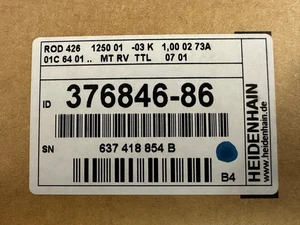 ROD 426 1250 01 -03 K 1,00 02 73A
01C 64 01 .. MT RV TTL 07 01
ID 376846-86
SN 637 418 854 B
B4
HEIDENHAIN
www.heidenhain.de